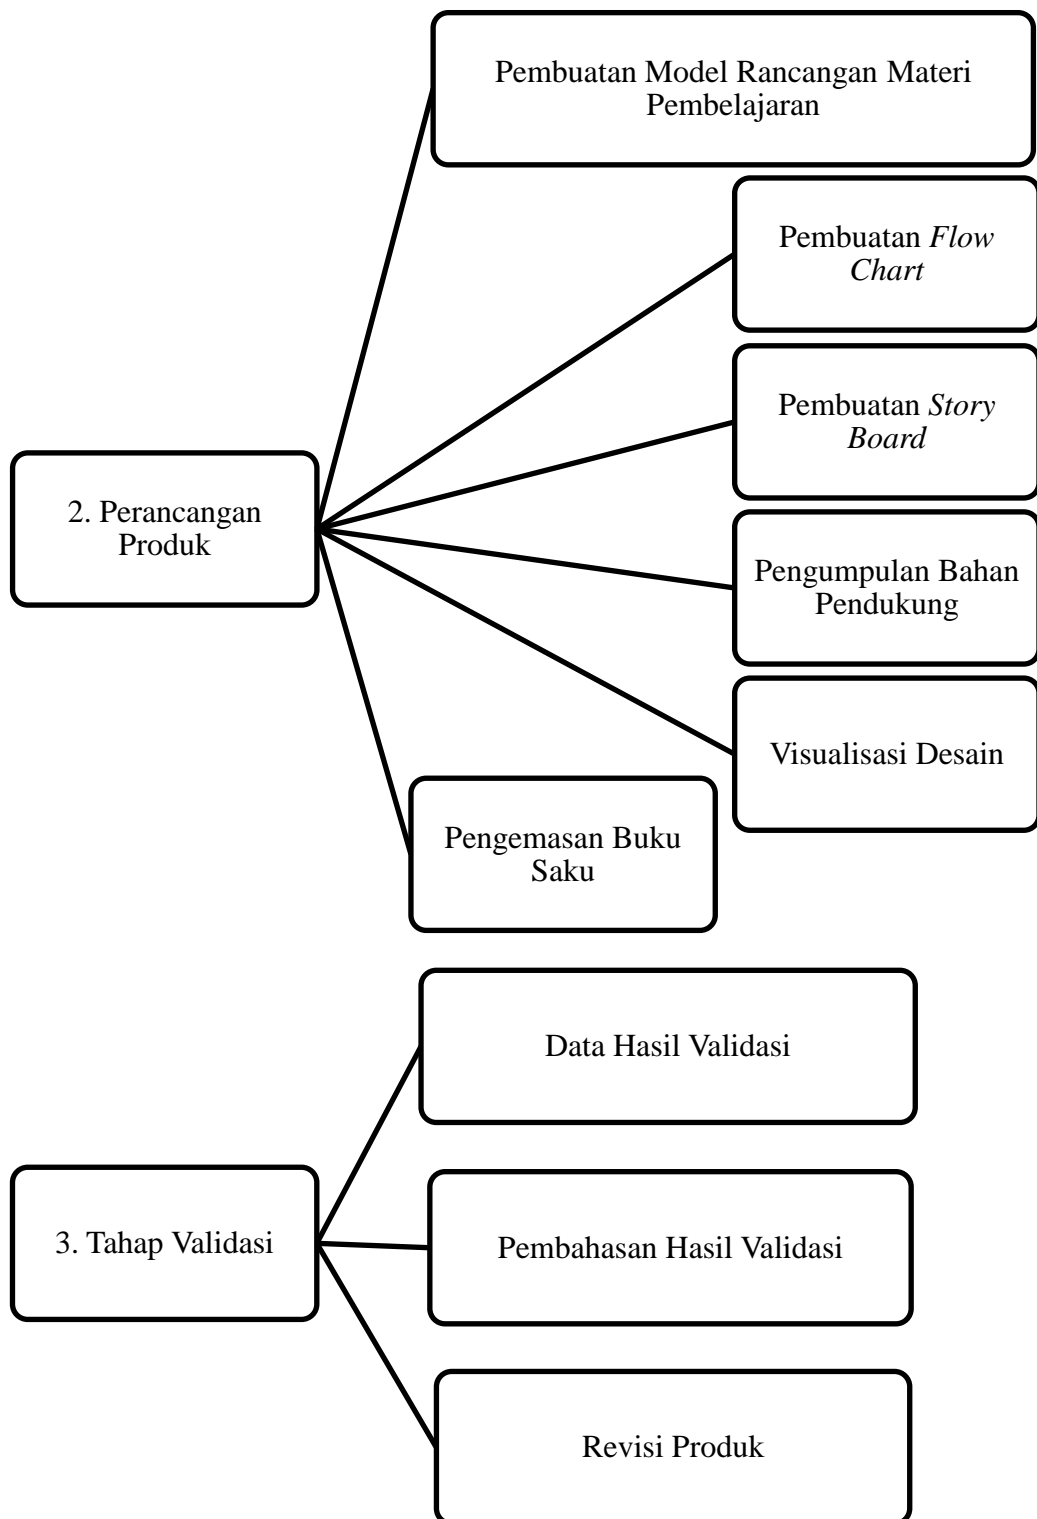 Pembuatan Model Rancangan Materi
Pembelajaran
Pembuatan Flow
Chart
Pembuatan Story
Board
2. Perancangan
Produk
Pengumpulan Bahan
Pendukung
Visualisasi Desain
Pengemasan Buku
Saku
Data Hasil Validasi
3. Tahap Validasi
Pembahasan Hasil Validasi
Revisi Produk